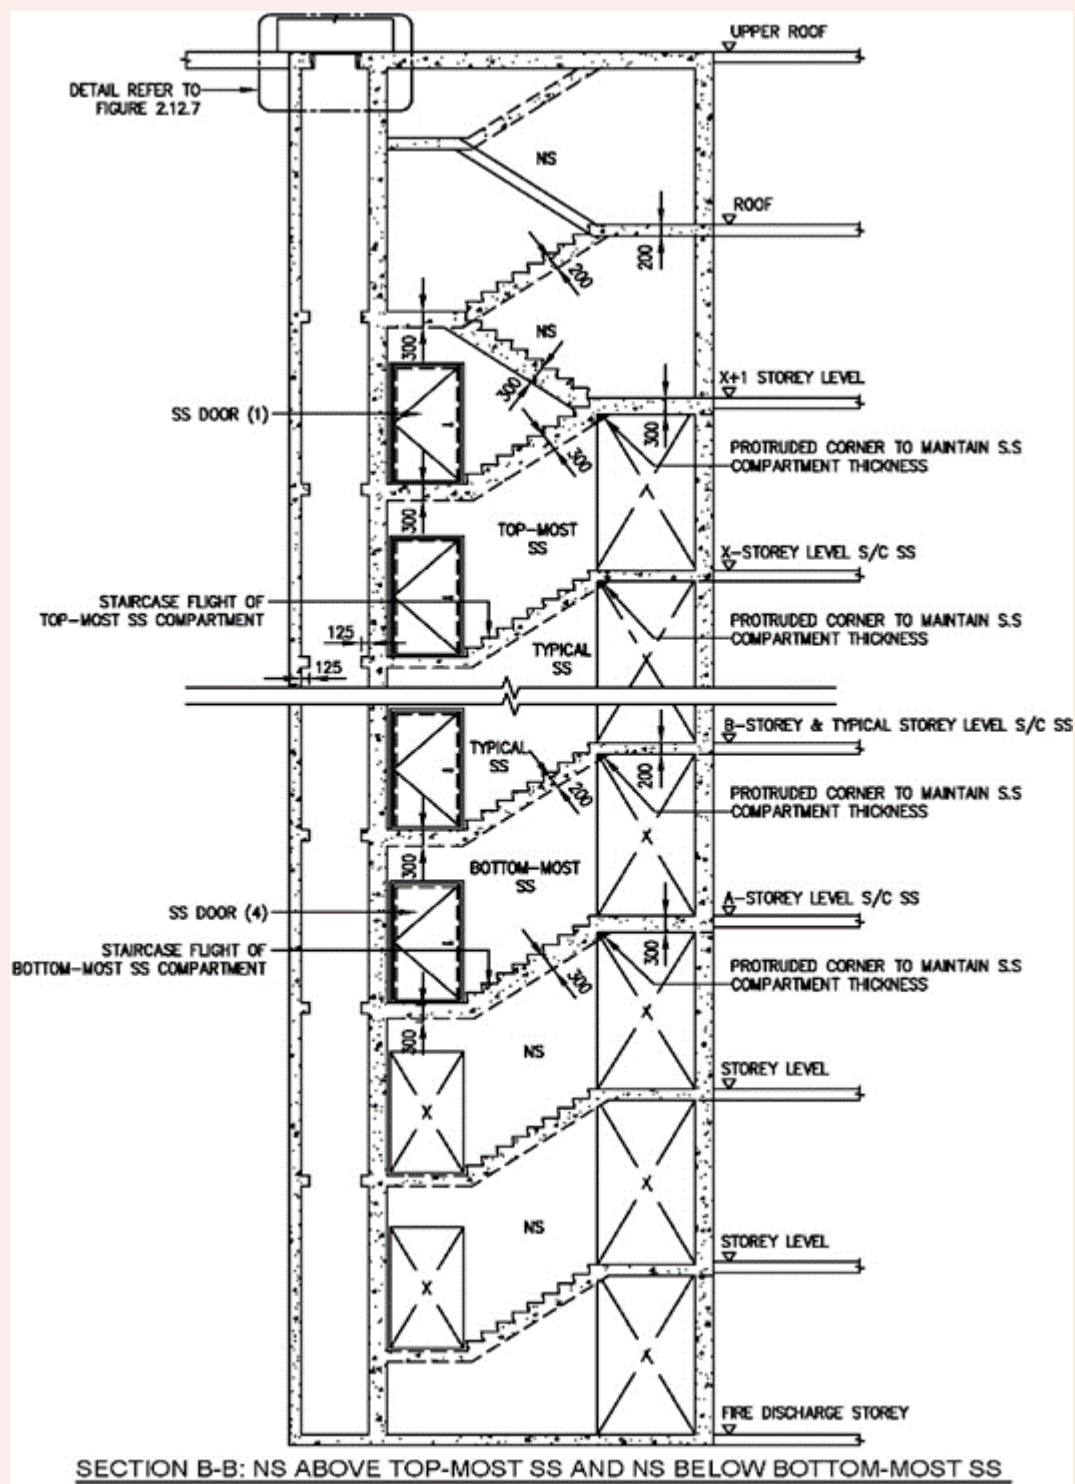 UPPER ROOF
DETAIL REFER TO
FIGURE 2.12.7
NS
ROOF
200
200
NS
300
X+1 STOREY LEVEL
300
SS DOOR (1)
300
300
PROTRUDED CORNER TO MAINTAIN S.S
COMPARTMENT THICKNESS
300
TOP-MOST
SS
X
X-STOREY LEVEL S/C SS
STAIRCASE FLIGHT OF
TOP-MOST SS COMPARTMENT
PROTRUDED CORNER TO MAINTAIN S.S
COMPARTMENT THICKNESS
125
TYPICAL
SS
X
125
B-STOREY & TYPICAL STOREY LEVEL S/C SS
TYPICAL
SS
200
200
PROTRUDED CORNER TO MAINTAIN S.S
COMPARTMENT THICKNESS
X
300
BOTTOM-MOST
SS
A-STOREY LEVEL S/C SS
SS DOOR (4)
STAIRCASE FLIGHT OF
BOTTOM-MOST SS COMPARTMENT
300
300
PROTRUDED CORNER TO MAINTAIN S.S
COMPARTMENT THICKNESS
X
300
NS
STOREY LEVEL
X
X
NS
STOREY LEVEL
X
X
FIRE DISCHARGE STOREY
SECTION B-B: NS ABOVE TOP-MOST SS AND NS BELOW BOTTOM-MOST SS